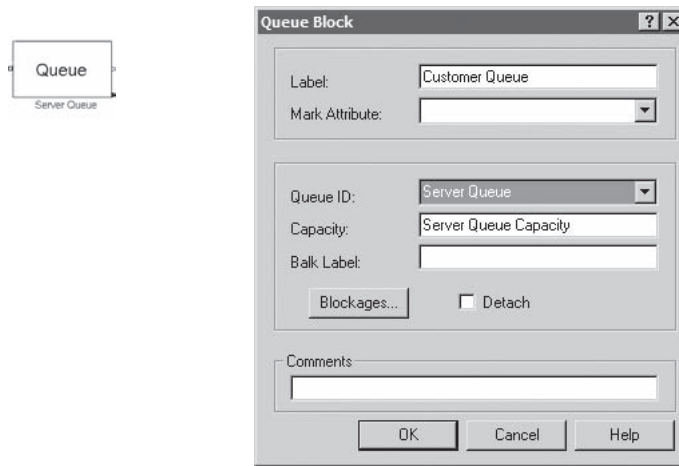 Queue
Server Queue
Queue Block
Label: Customer Queue
Mark Attribute:
Queue ID: Server Queue
Capacity: Server Queue Capacity
Balk Label:
Blockages... Detach
Comments
OK Cancel Help